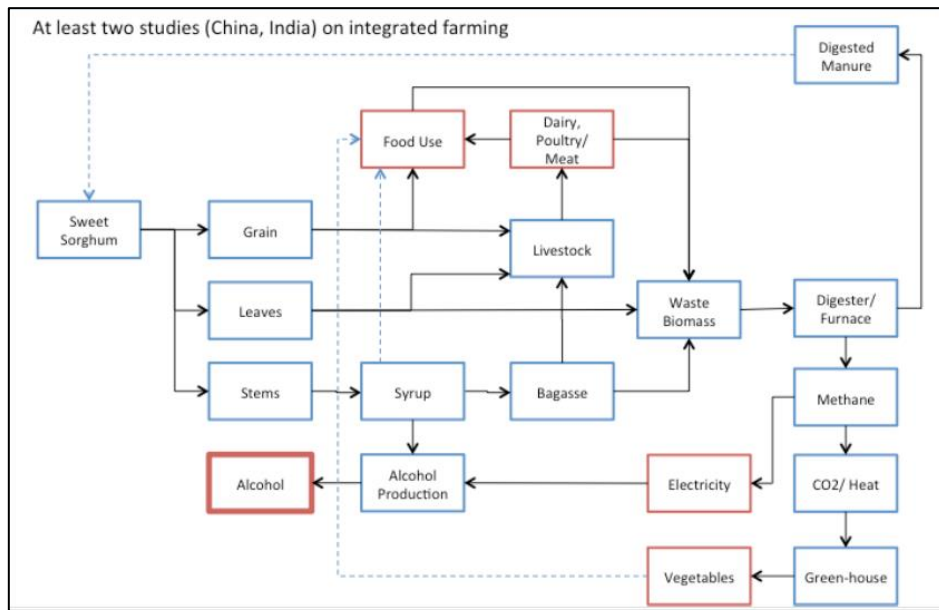 At least two studies (China, India) on integrated farming
Digested
Manure
Food Use
Dairy,
Poultry/
Meat
Sweet
Sorghum
Grain
Livestock
Leaves
Waste
Biomass
Digester/
Furnace
Stems
Syrup
Bagasse
Methane
Alcohol
Alcohol
Production
Electricity
CO2/ Heat
Vegetables
Green-house